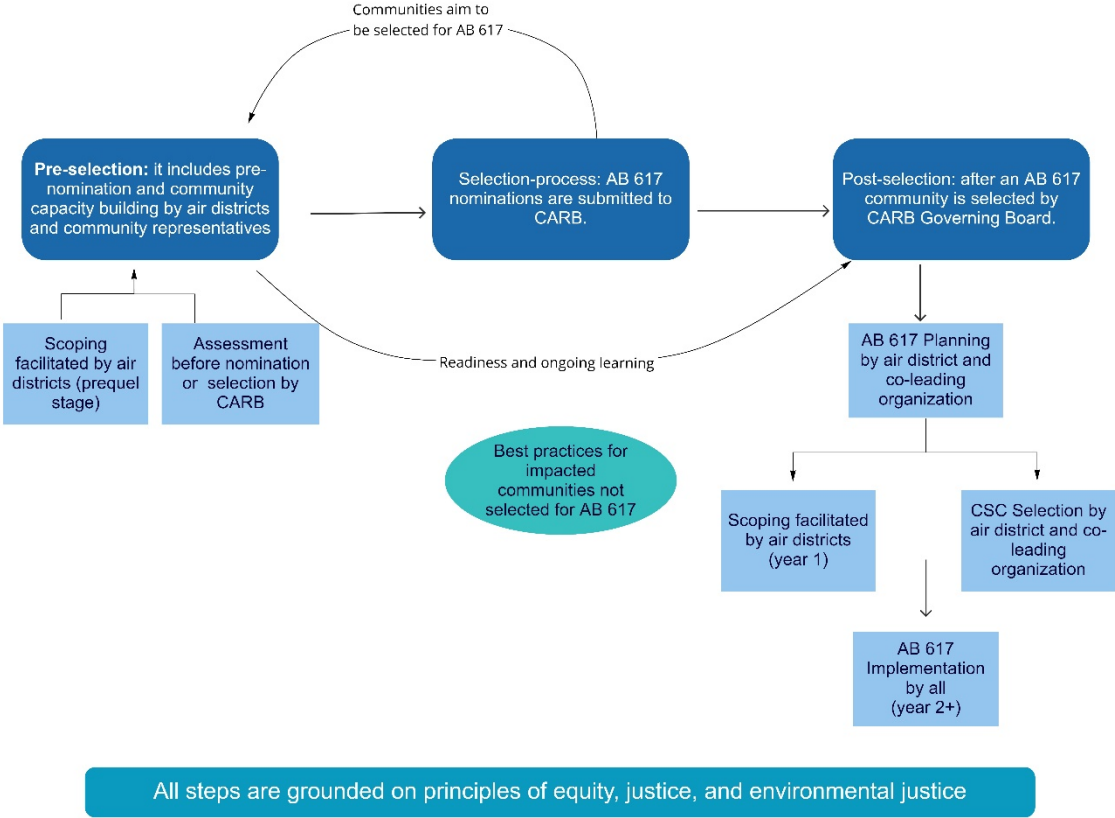 Communities aim to
be selected for AB 617
Pre-selection: it includes pre-
nomination and community
capacity building by air districts
and community representatives
Selection-process: AB 617
nominations are submitted to
CARB.
Post-selection: after an AB 617
community is selected by
CARB Governing Board.
Scoping
facilitated by air
districts (prequel
stage)
Assessment
before nomination
or selection by
CARB
Readiness and ongoing learning
AB 617 Planning
by air district and
co-leading
organization
Best practices for
impacted
communities not
selected for AB 617
Scoping facilitated
by air districts
(year 1)
CSC Selection by
air district and co-
leading
organization
AB 617
Implementation
by all
(year 2+)
All steps are grounded on principles of equity, justice, and environmental justice